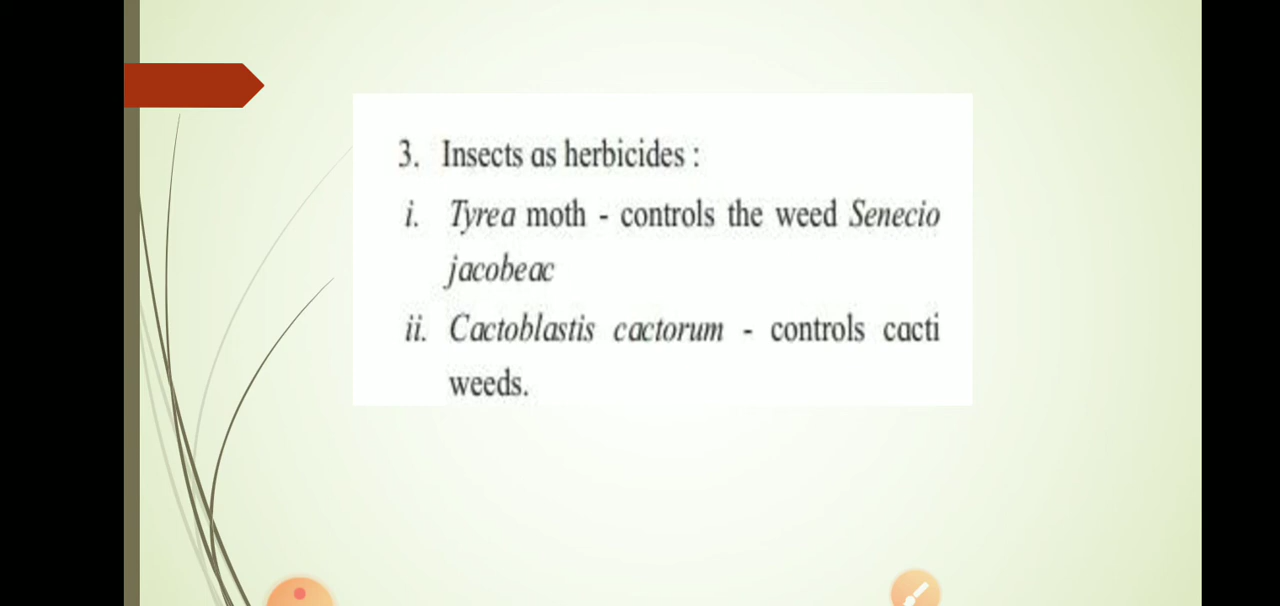 3. Insects as herbicides :
i. Tyrea moth - controls the weed Senecio
jacobeac
ii. Cactoblastis cactorum - controls cacti
weeds.